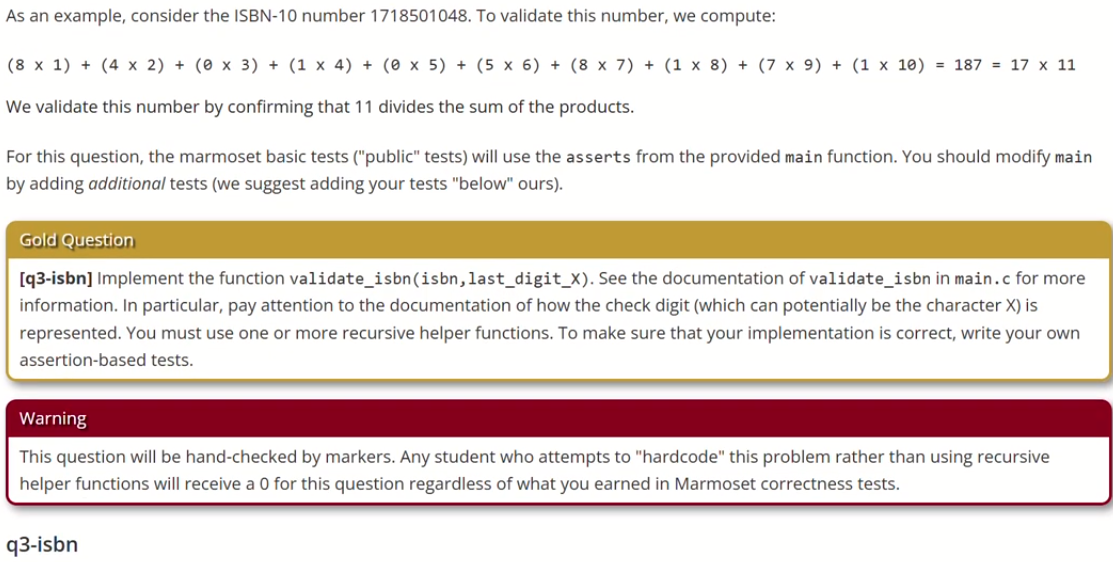 As an example, consider the ISBN-10 number 1718501048. To validate this number, we compute:
(8 x 1) + (4 x 2) + (0 x 3) + (1 x 4) + (0 x 5) + (5 x 6) + (8 x 7) + (1 x 8) + (7 x 9) + (1 x 10) = 187 = 17 x 11
We validate this number by confirming that 11 divides the sum of the products.
For this question, the marmoset basic tests ("public" tests) will use the asserts from the provided main function. You should modify main
by adding additional tests (we suggest adding your tests "below" ours).
Gold Question
[q3-isbn] Implement the function validate_isbn(isbn,last_digit_X). See the documentation of validate_isbn in main.c for more
information. In particular, pay attention to the documentation of how the check digit (which can potentially be the character X) is
represented. You must use one or more recursive helper functions. To make sure that your implementation is correct, write your own
assertion-based tests.
Warning
This question will be hand-checked by markers. Any student who attempts to "hardcode" this problem rather than using recursive
helper functions will receive a 0 for this question regardless of what you earned in Marmoset correctness tests.
q3-isbn